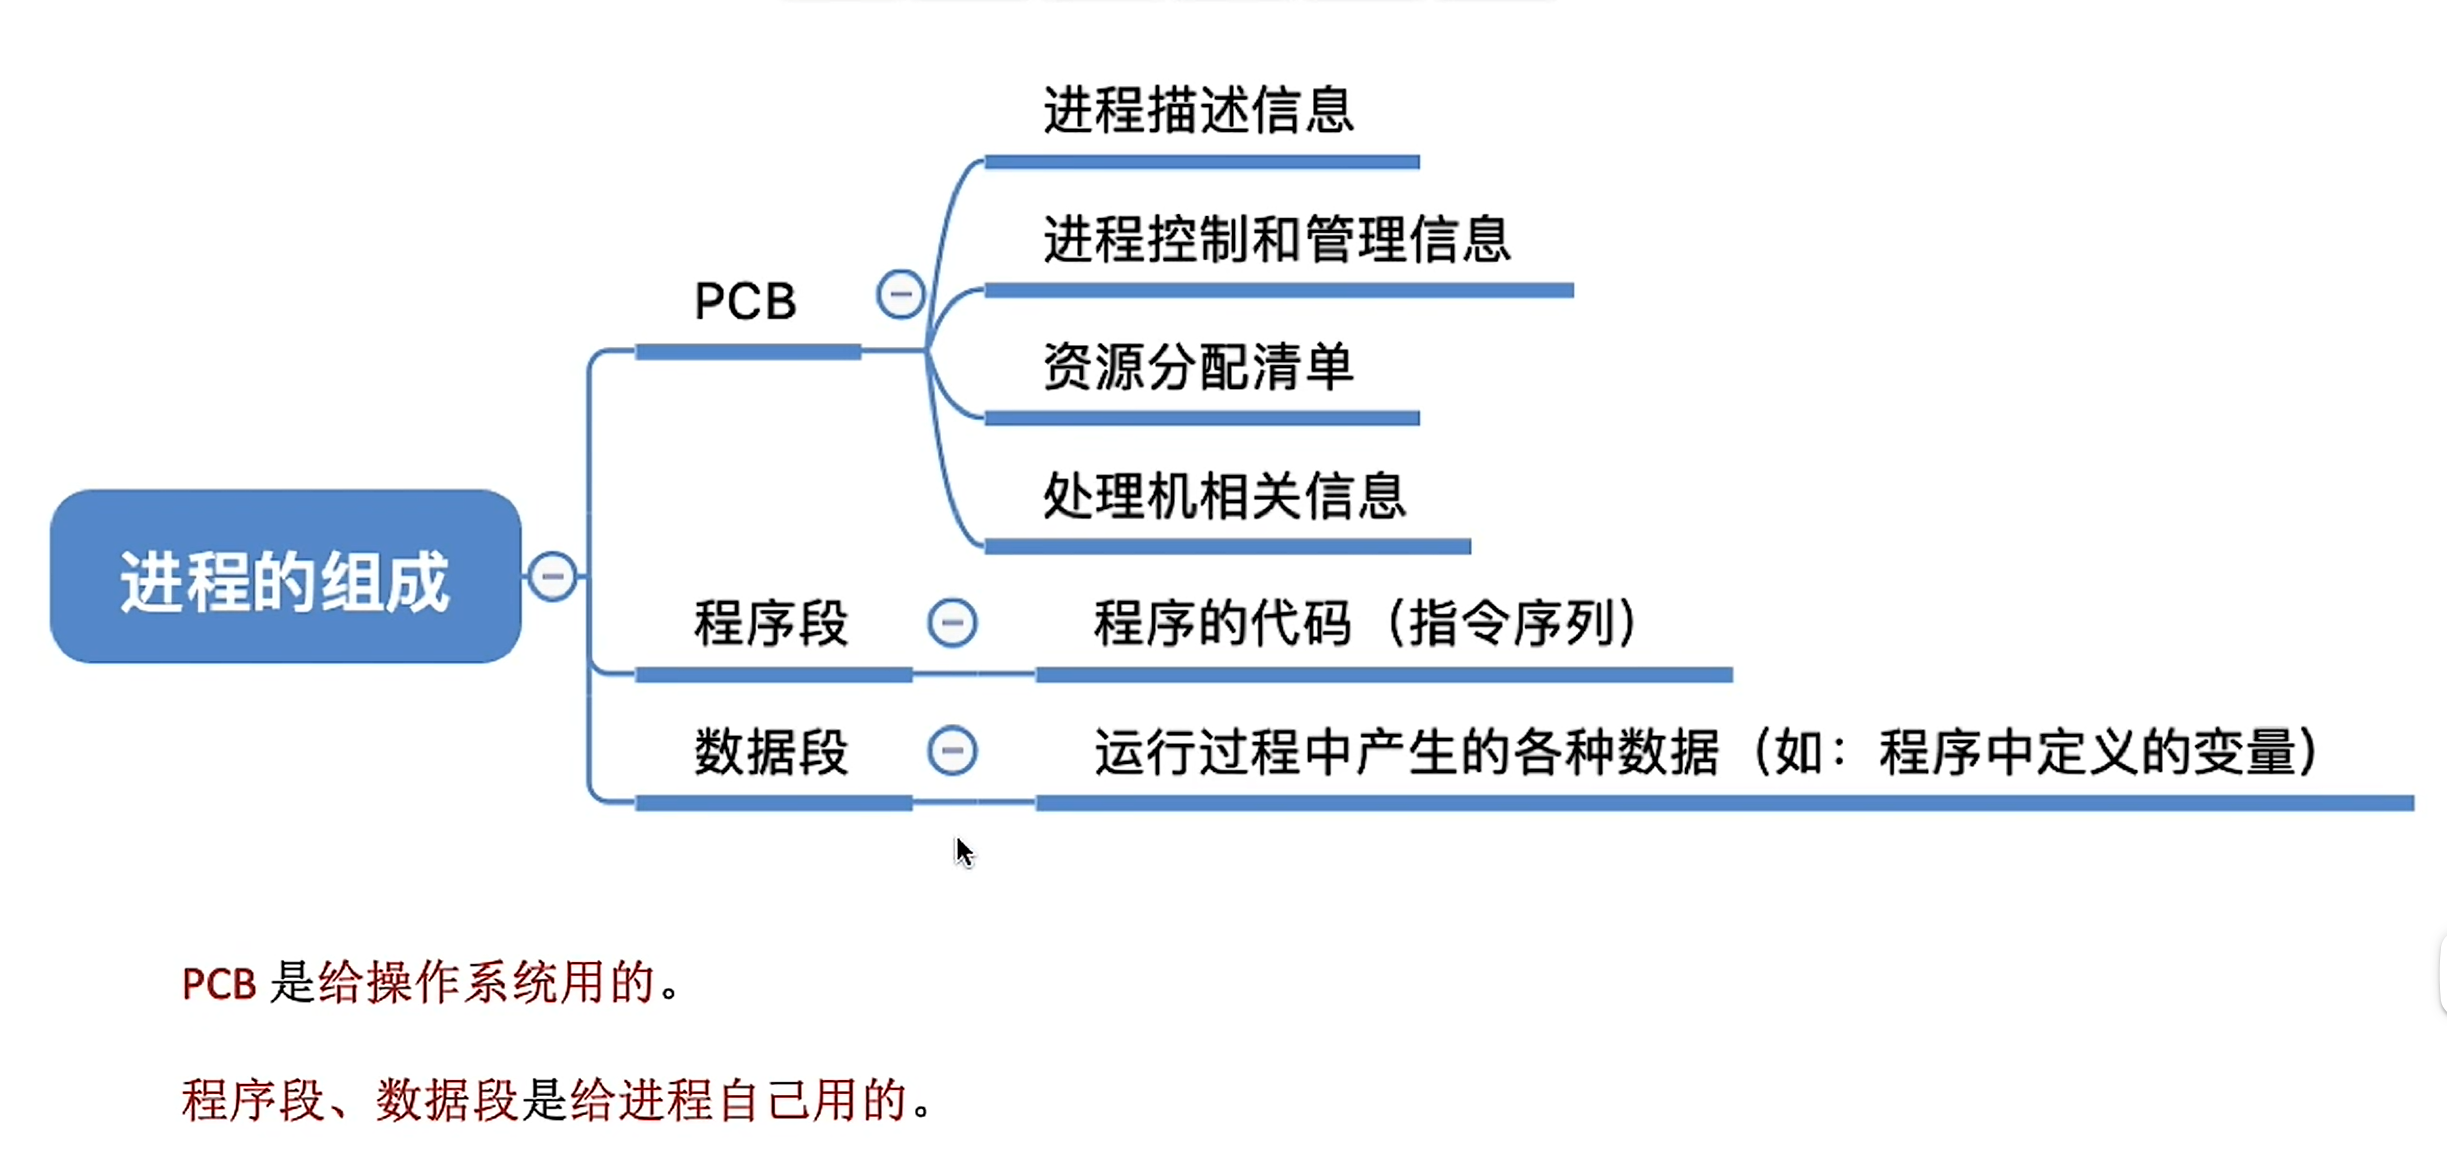 进程描述信息
进程控制和管理信息
PCB
资源分配清单
处理机相关信息
进程的组成
程序段
程序的代码（指令序列）
数据段
运行过程中产生的各种数据（如：程序中定义的变量）
PCB 是给操作系统用的。
程序段、数据段是给进程自己用的。